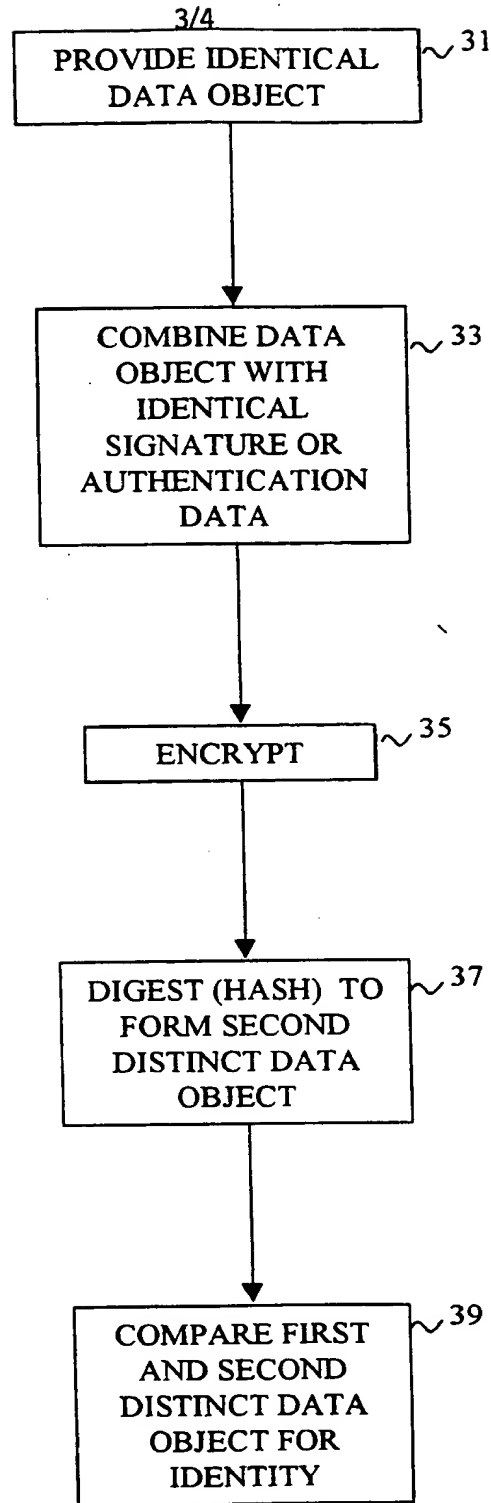 3/4
PROVIDE IDENTICAL
DATA OBJECT
31
COMBINE DATA
OBJECT WITH
IDENTICAL
SIGNATURE OR
AUTHENTICATION
DATA
33
ENCRYPT
35
DIGEST (HASH) TO
FORM SECOND
DISTINCT DATA
OBJECT
37
COMPARE FIRST
AND SECOND
DISTINCT DATA
OBJECT FOR
IDENTITY
39